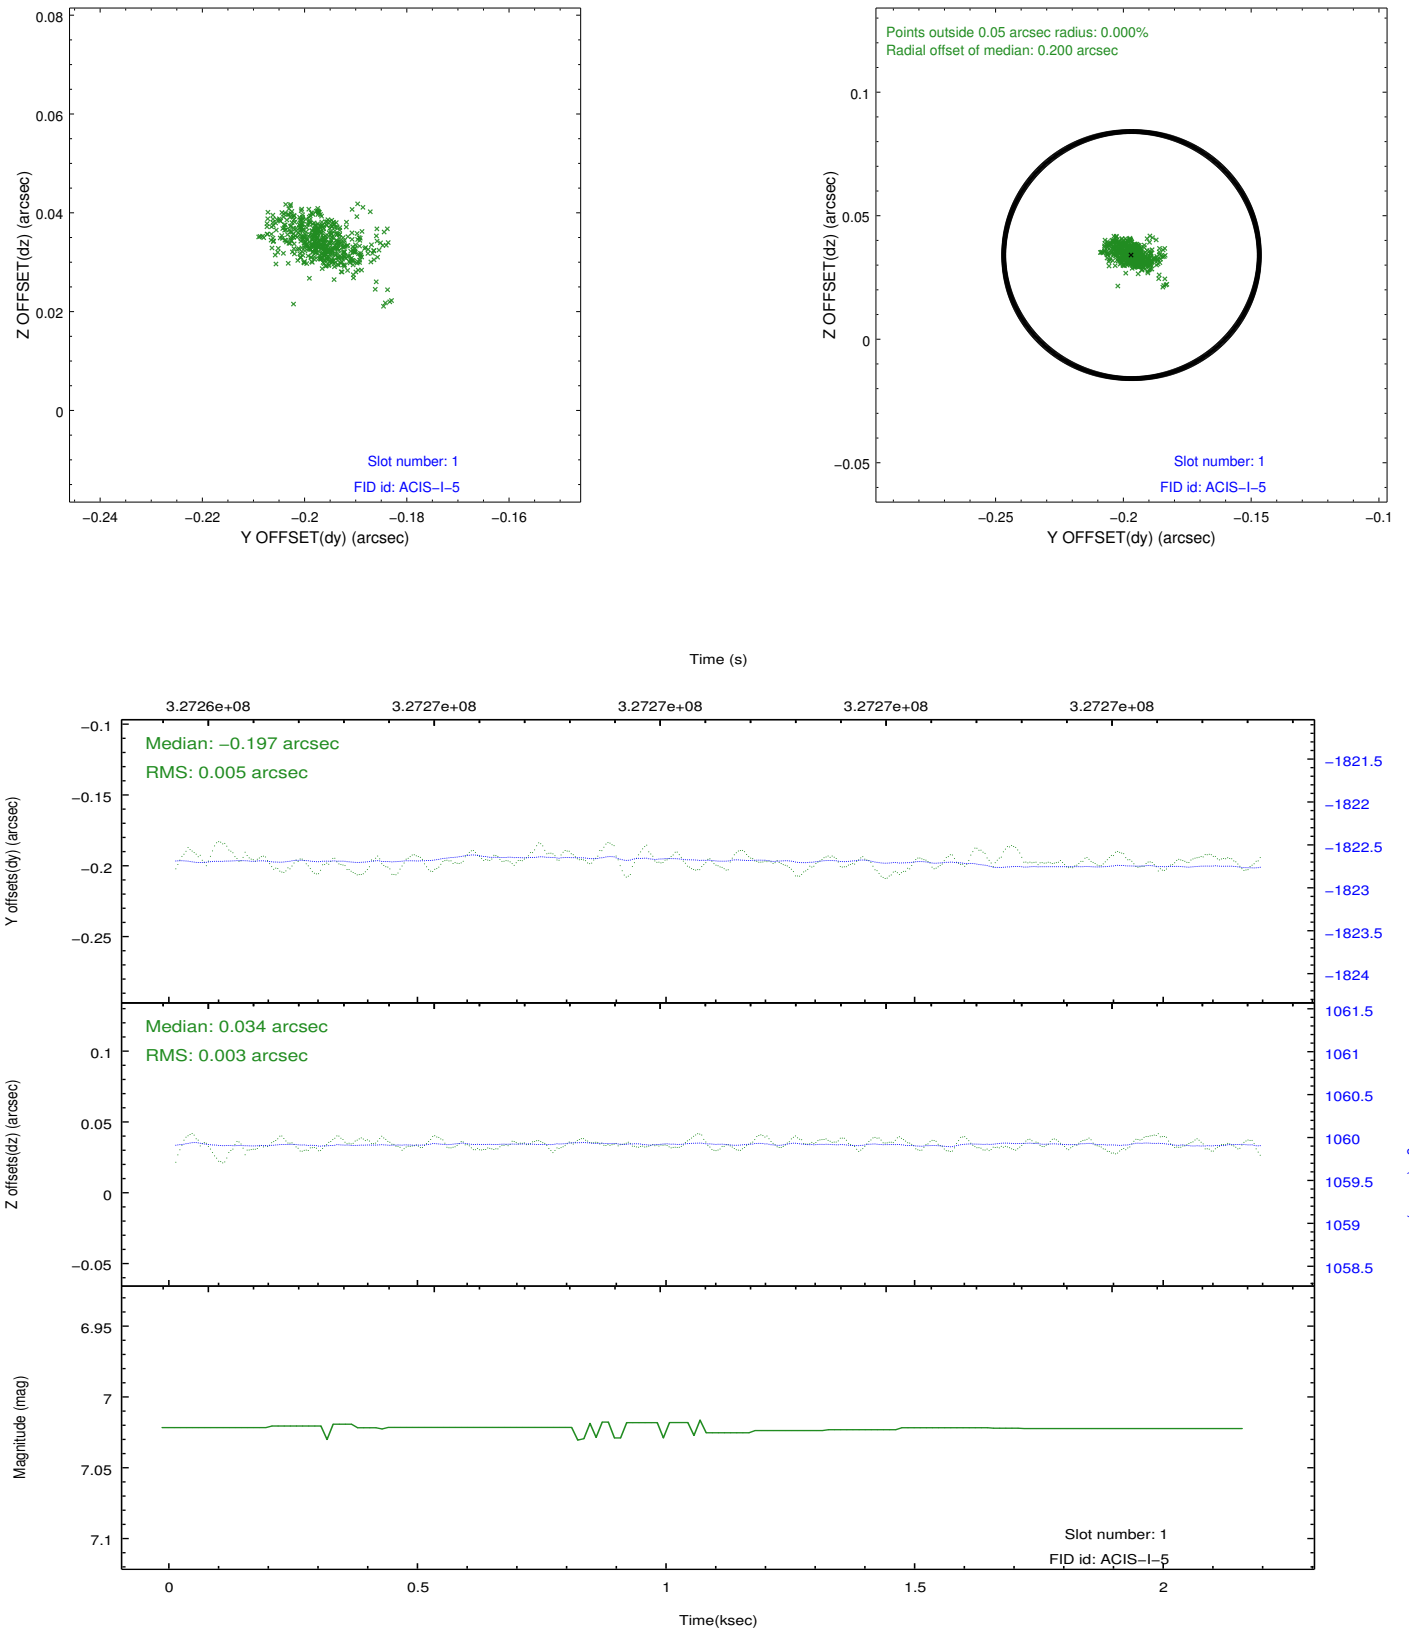 0.08
0.06
0.04
0.02
0
Z OFFSET(dz) (arcsec)
Slot number: 1
FID id: ACIS−I−5
−0.24 −0.22 −0.2 −0.18 −0.16
Y OFFSET(dy) (arcsec)
Points outside 0.05 arcsec radius: 0.000%
Radial offset of median: 0.200 arcsec
0.1
0.05
0
−0.05
Z OFFSET(dz) (arcsec)
Slot number: 1
FID id: ACIS−I−5
−0.25 −0.2 −0.15 −0.1
Y OFFSET(dy) (arcsec)
Time (s)
3.2726e+08 3.2727e+08 3.2727e+08 3.2727e+08 3.2727e+08
−0.1
−0.15
−0.2
−0.25
Y offsets(dy) (arcsec)
Median: −0.197 arcsec
RMS: 0.005 arcsec
−1821.5
−1822
−1822.5
−1823
−1823.5
−1824
0.1
0.05
0
−0.05
Z offsets(dz) (arcsec)
Median: 0.034 arcsec
RMS: 0.003 arcsec
1061.5
1061
1060.5
1060
1059.5
1059
1058.5
6.95
7
7.05
7.1
Magnitude (mag)
Slot number: 1
FID id: ACIS−I−5
0 0.5 1 1.5 2
Time(ksec)